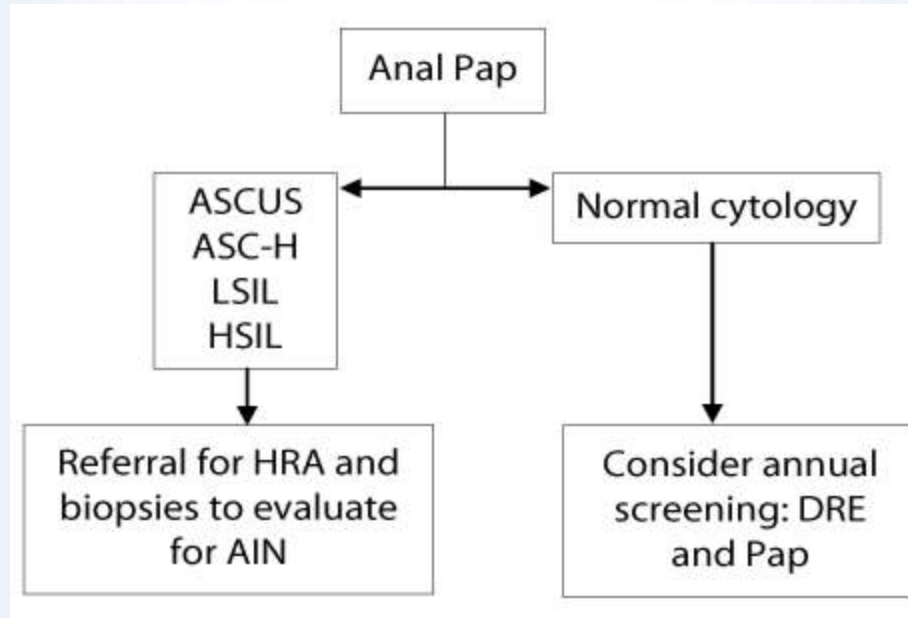 Anal Pap
ASCUS
ASC-H
LSIL
HSIL
Normal cytology
Referral for HRA and
biopsies to evaluate
for AIN
Consider annual
screening: DRE
and Pap